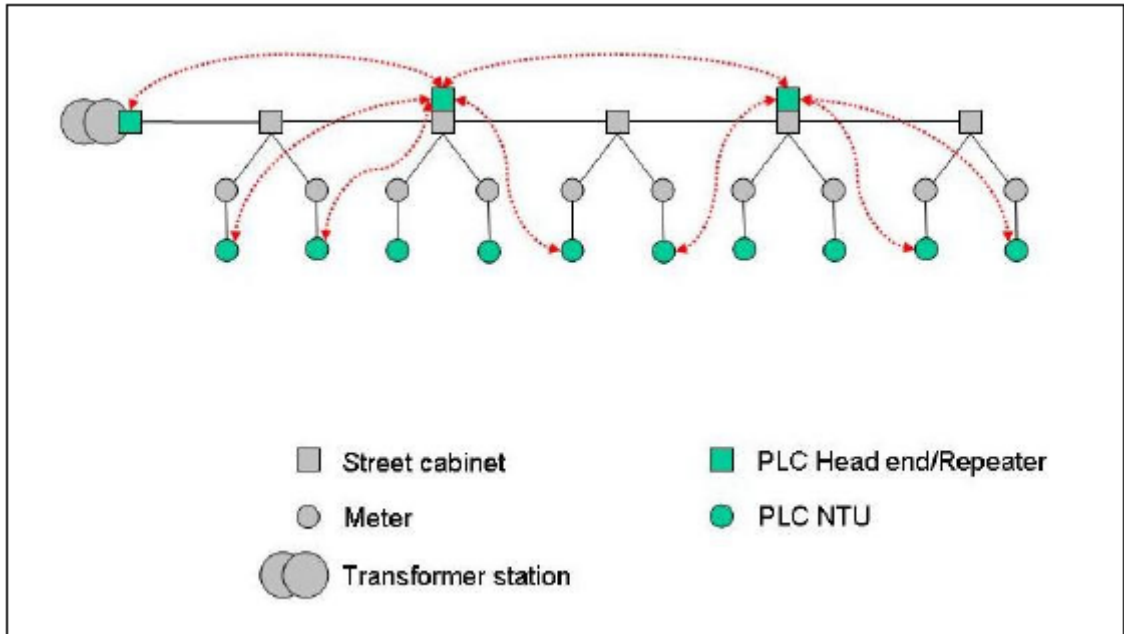 Street cabinet
PLC Head end/Repeater
Meter
PLC NTU
Transformer station